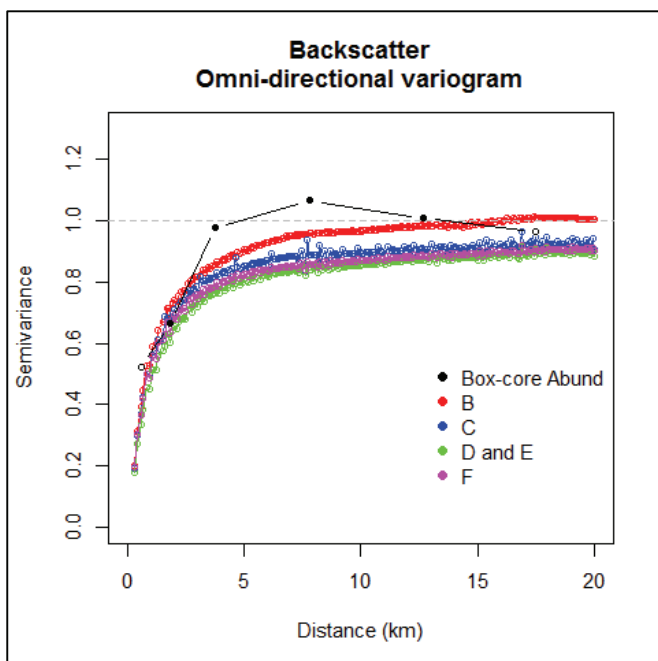 Backscatter
Omni-directional variogram
Semivariance
1.2
1.0
0.8
0.6
0.4
0.2
0.0
Box-core Abund
B
C
D and E
F
0 5 10 15 20
Distance (km)